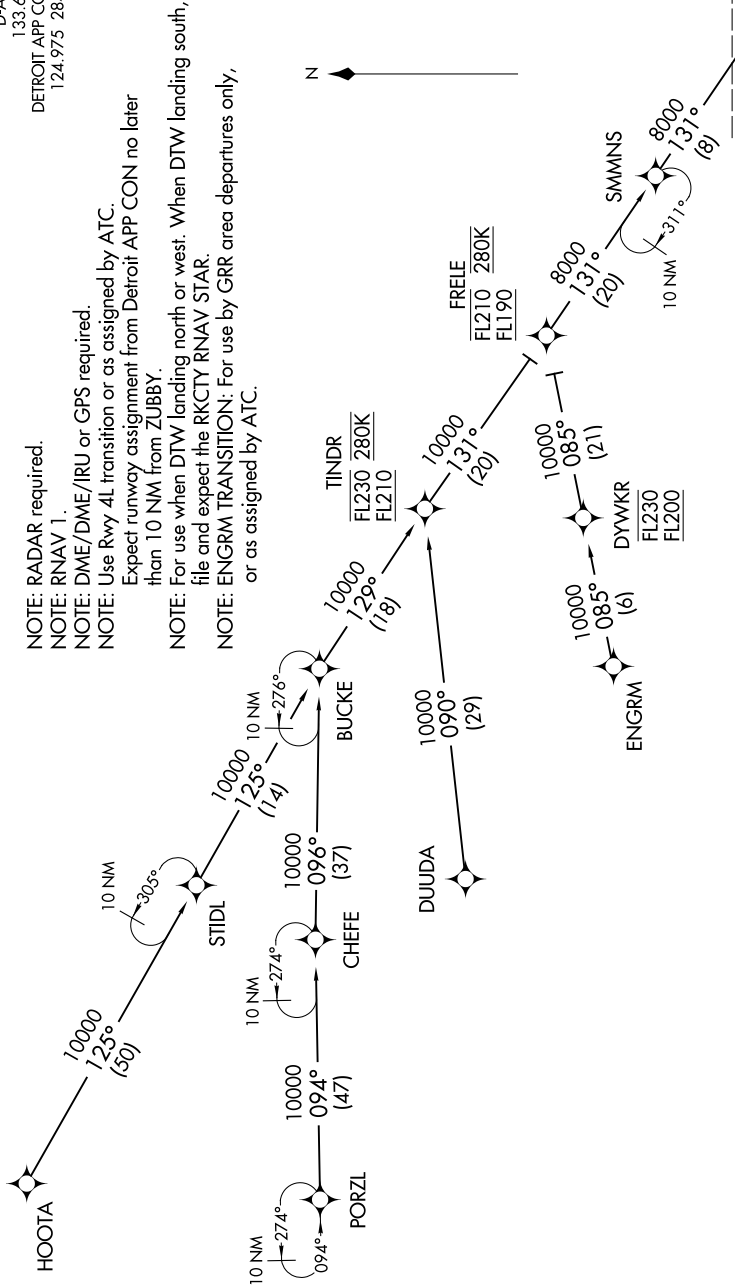 D-A
133.6
DETROIT APP CO
124.975 28
NOTE: RADAR required.
NOTE: RNAV 1.
NOTE: DME/DME/IRU or GPS required.
NOTE: Use Rwy 4L transition or as assigned by ATC.
Expect runway assignment from Detroit APP CON no later
than 10 NM from ZUBBY.
NOTE: For use when DTW landing north or west. When DTW landing south,
file and expect the RKCTY RNAV STAR.
NOTE: ENGRM TRANSITION: For use by GRR area departures only,
or as assigned by ATC.
N
HOOTA
10000
125°
(50)
10 NM
305°
STIDL
10000
125°
(14)
10 NM
276°
BUCKE
10 NM
274°
094°
PORZL
10000
094°
(47)
10 NM
274°
CHEFE
10000
096°
(37)
10000
129°
(18)
TINDR
FL230 280K
FL210
DUUDA
10000
090°
(29)
10000
131°
(20)
FRELE
FL210 280K
FL190
ENGRM
10000
085°
(6)
DYWKR
FL230
FL200
10000
085°
(21)
8000
131°
(20)
SMMNS
10 NM
311°
8000
131°
(8)